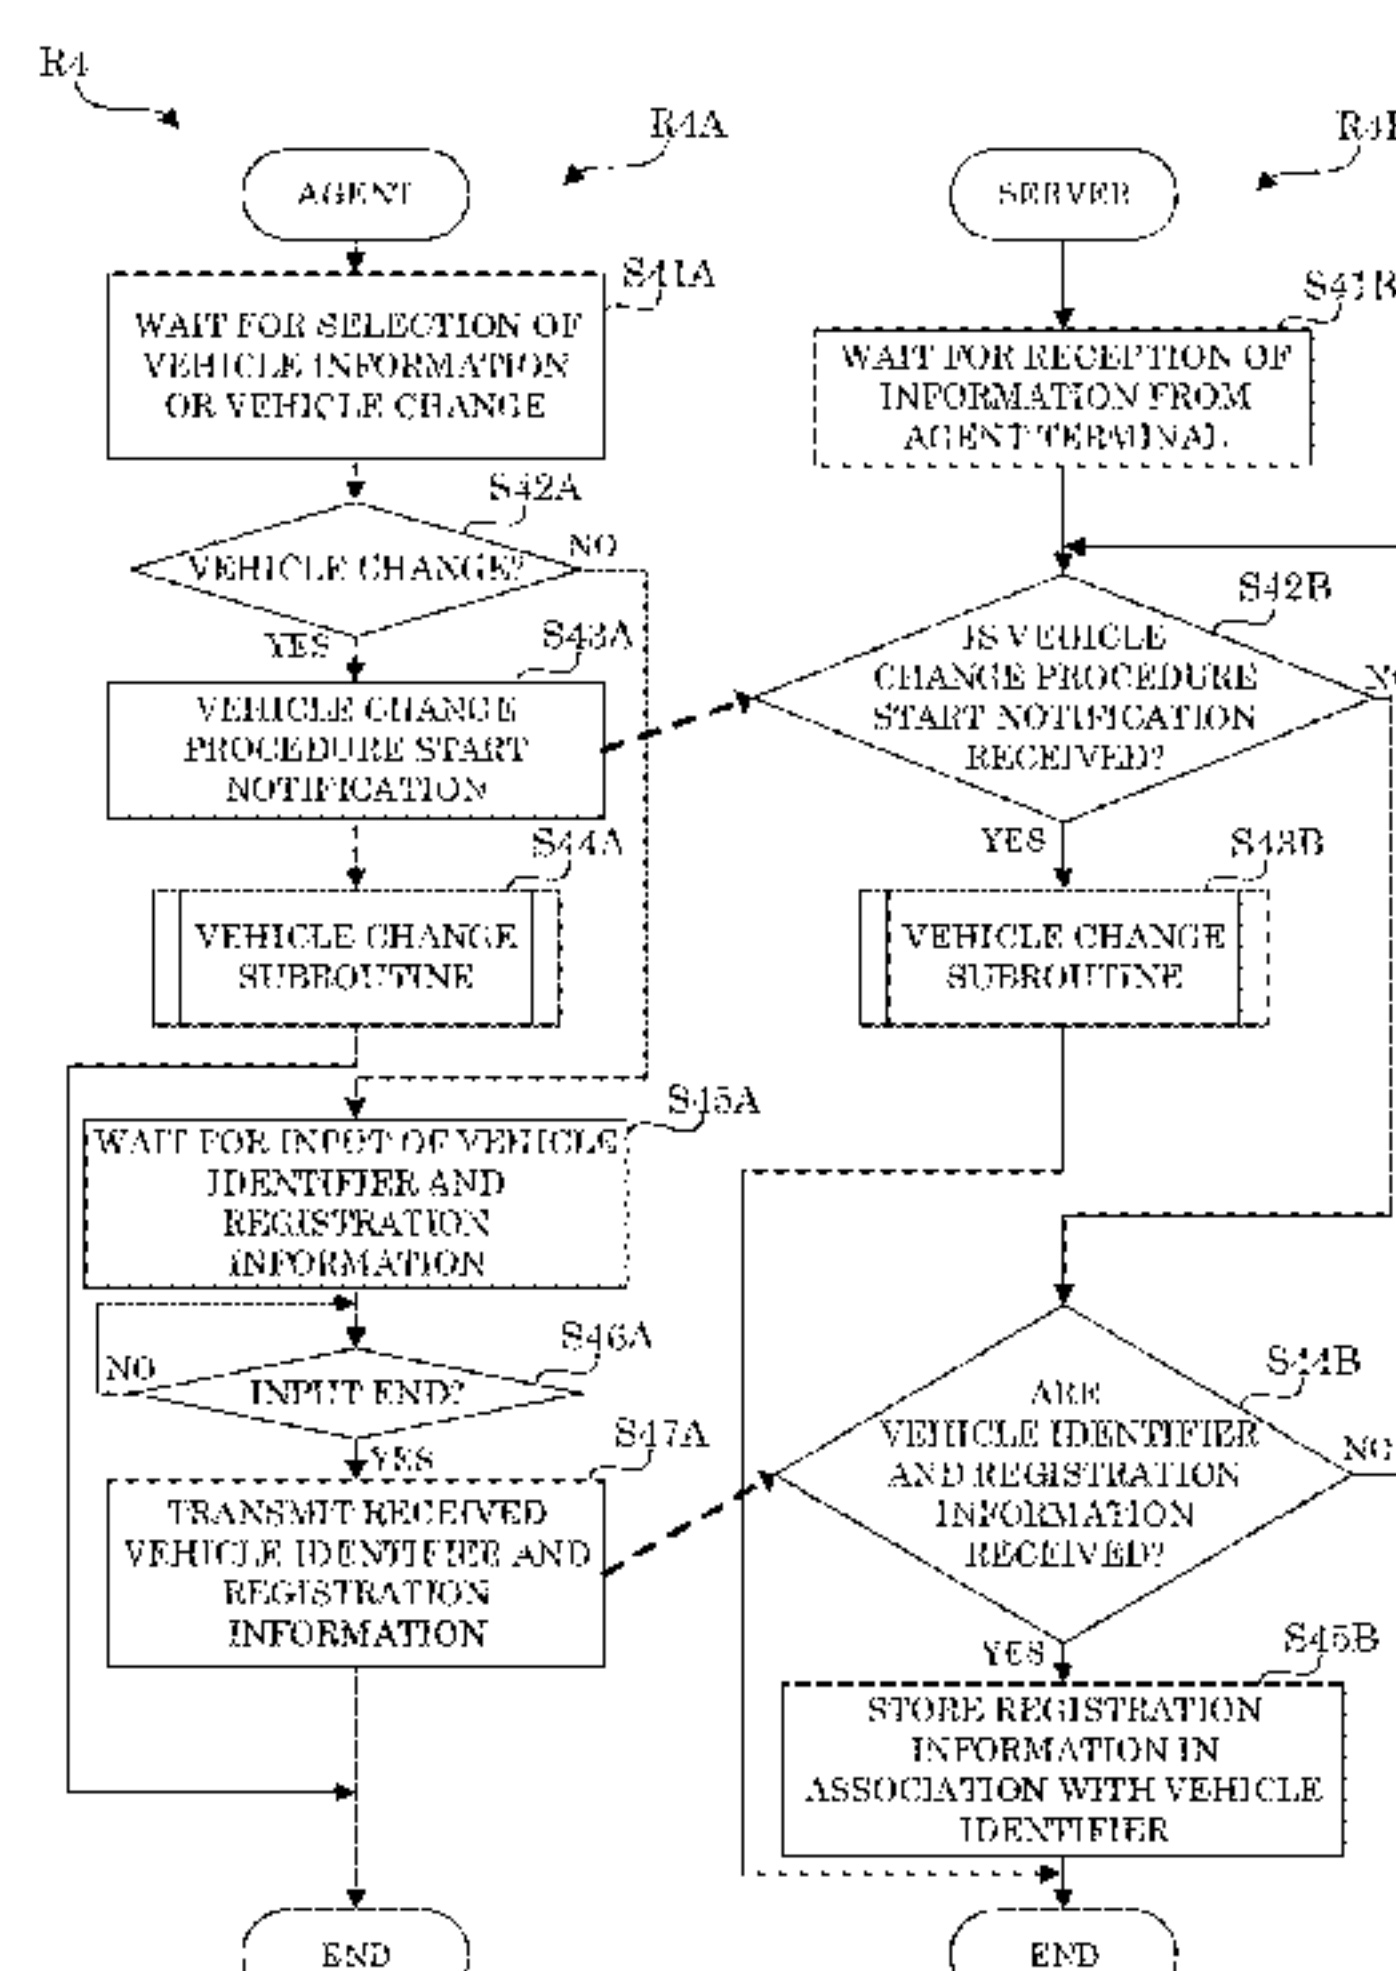 R4
R4A
AGENT
S41A
WAIT FOR SELECTION OF
VEHICLE INFORMATION
OR VEHICLE CHANGE
S42A
VEHICLE CHANGE?
NO
YES
S43A
VEHICLE CHANGE
PROCEDURE START
NOTIFICATION
S44A
VEHICLE CHANGE
SUBROUTINE
S45A
WAIT FOR INPUT OF VEHICLE
IDENTIFIER AND
REGISTRATION
INFORMATION
S46A
NO
INPUT END?
YES
S47A
TRANSMIT RECEIVED
VEHICLE IDENTIFIER AND
REGISTRATION
INFORMATION
END
R4B
SERVER
S41B
WAIT FOR RECEPTION OF
INFORMATION FROM
AGENT TERMINAL
S42B
IS VEHICLE
CHANGE PROCEDURE
START NOTIFICATION
RECEIVED?
NO
YES
S43B
VEHICLE CHANGE
SUBROUTINE
S44B
ARE
VEHICLE IDENTIFIER
AND REGISTRATION
INFORMATION
RECEIVED?
NO
YES
S45B
STORE REGISTRATION
INFORMATION IN
ASSOCIATION WITH VEHICLE
IDENTIFIER
END